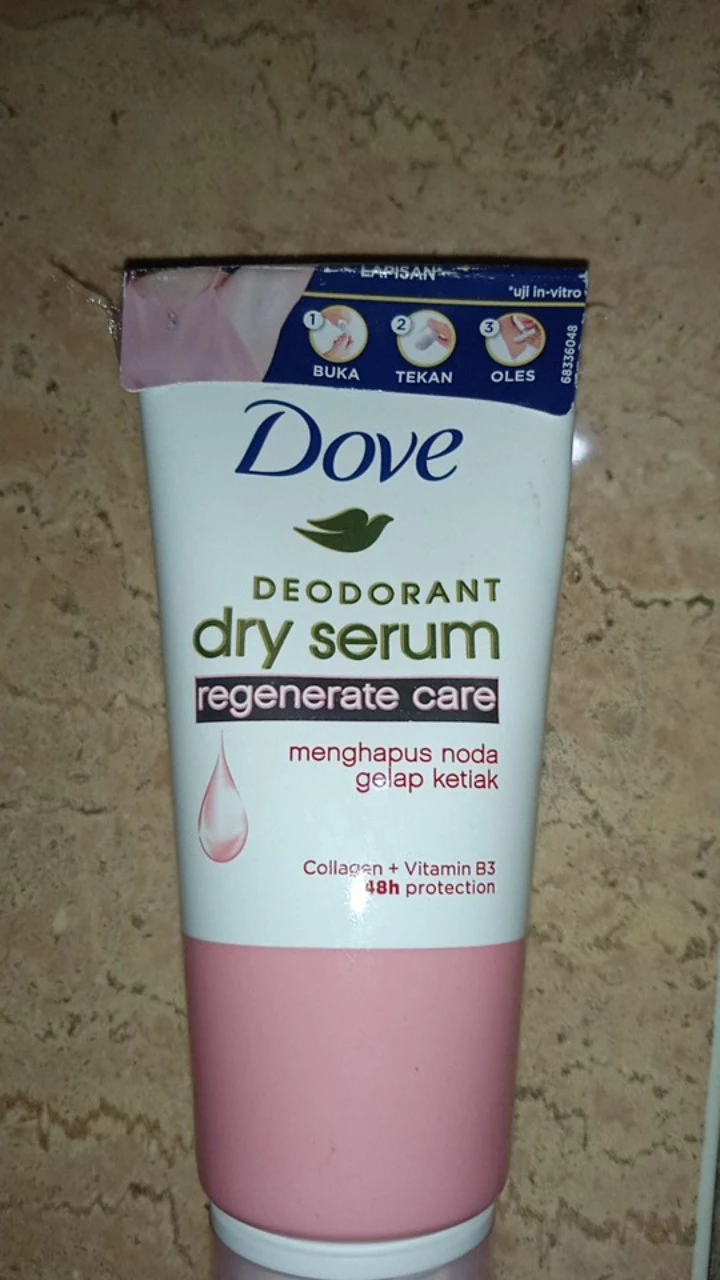 LAPISAN*
*uji in-vitro
1 2 3
BUKA TEKAN OLES
68336048
Dove
DEODORANT
dry serum
regenerate care
menghapus noda
gelap ketiak
Collagen + Vitamin B3
48h protection